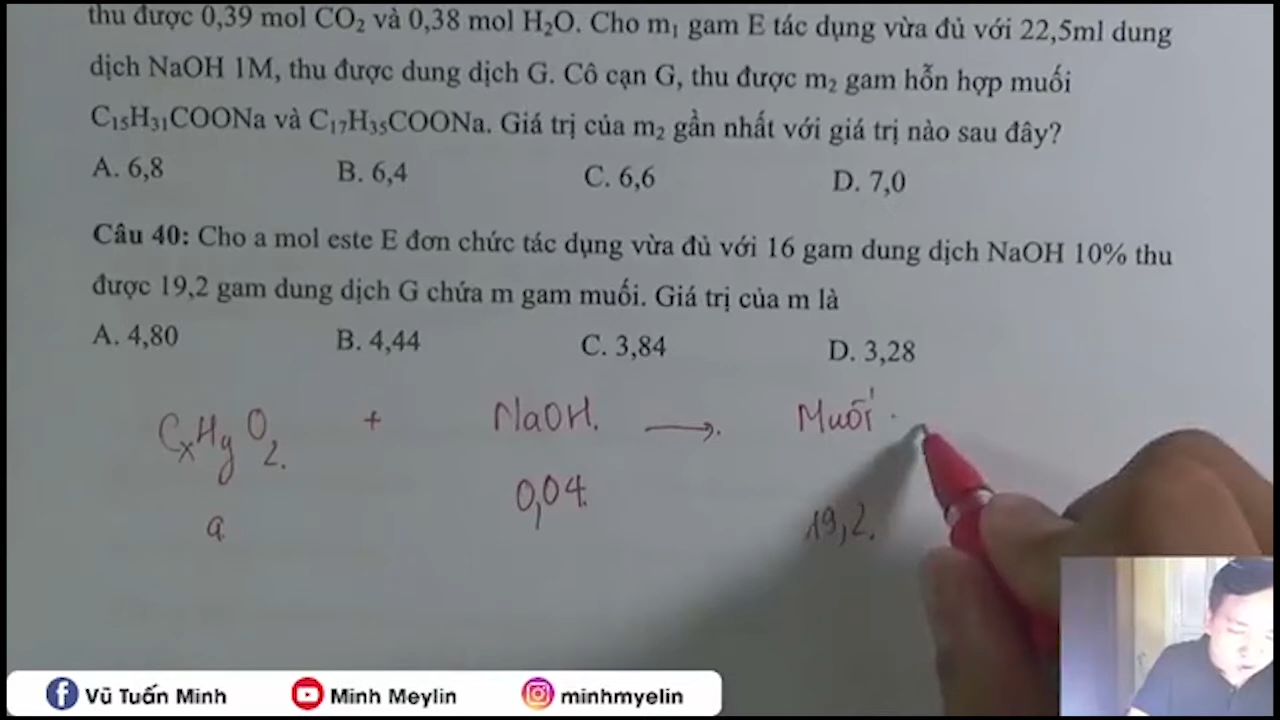 thu được 0,39 mol CO₂ và 0,38 mol H₂O. Cho m₁ gam E tác dụng vừa đủ với 22,5ml dung
dịch NaOH 1M, thu được dung dịch G. Cô cạn G, thu được m₂ gam hỗn hợp muối
C₁₅H₃₁COONa và C₁₇H₃₅COONa. Giá trị của m₂ gần nhất với giá trị nào sau đây?
A. 6,8 B. 6,4 C. 6,6 D. 7,0
Câu 40: Cho a mol este E đơn chức tác dụng vừa đủ với 16 gam dung dịch NaOH 10% thu
được 19,2 gam dung dịch G chứa m gam muối. Giá trị của m là
A. 4,80 B. 4,44 C. 3,84 D. 3,28
CxHyO₂. + NaOH. → Muối
a 0,04. 19,2.
Vũ Tuấn Minh Minh Meylin minhmyelin